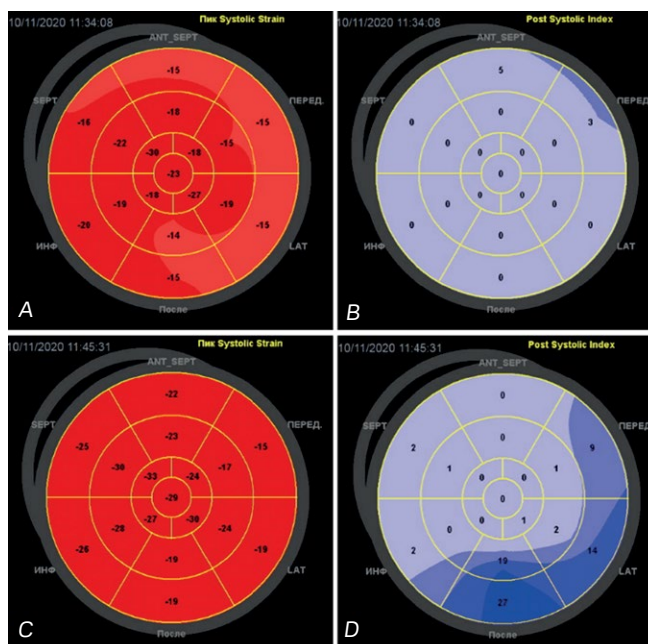 10/11/2020 11:34:08
Пик Systolic Strain
ANT_SEPT
SEPT
ПЕРЕД.
-15
-16
-18
-15
-22
-15
-30
-18
-23
-18
-27
-19
-19
-20
-14
-15
-15
ИНФ
LAT
После
A
10/11/2020 11:34:08
Post Systolic Index
ANT_SEPT
SEPT
ПЕРЕД.
5
0
0
3
0
0
0
0
0
0
0
0
0
0
0
0
0
ИНФ
LAT
После
B
10/11/2020 11:45:31
Пик Systolic Strain
ANT_SEPT
SEPT
ПЕРЕД.
-22
-25
-23
-15
-30
-17
-33
-24
-29
-27
-30
-28
-24
-26
-19
-19
-19
ИНФ
LAT
После
C
10/11/2020 11:45:31
Post Systolic Index
ANT_SEPT
SEPT
ПЕРЕД.
0
2
0
9
1
1
0
0
0
0
1
0
2
2
19
14
27
ИНФ
LAT
После
D